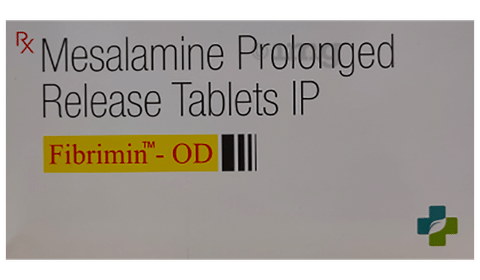 Rx Mesalamine Prolonged
Release Tablets IP
Fibrimin™- OD